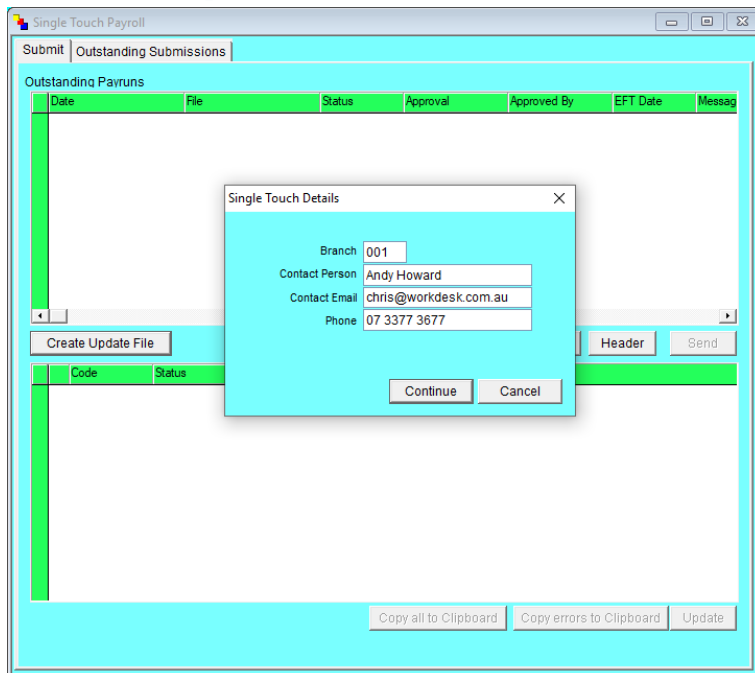 Single Touch Payroll
Submit Outstanding Submissions
Outstanding Payruns
Date File Status Approval Approved By EFT Date Messag
Single Touch Details
Branch 001
Contact Person Andy Howard
Contact Email chris@workdesk.com.au
Phone 07 3377 3677
Continue Cancel
Create Update File Header Send
Code Status
Copy all to Clipboard Copy errors to Clipboard Update